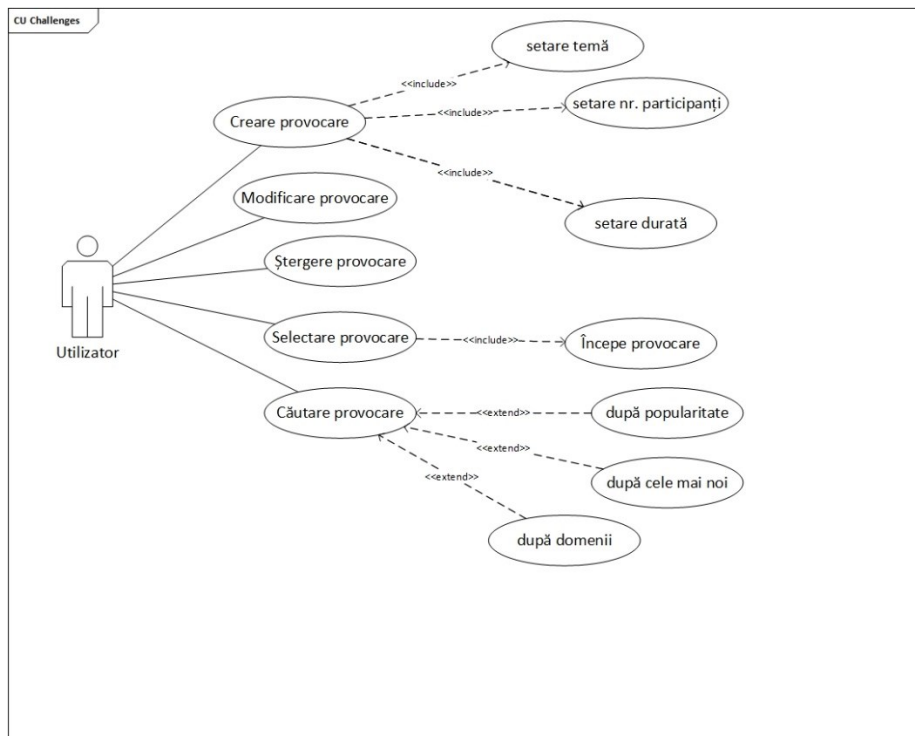 CU Challenges
setare temă
<<include>>
setare nr. participanți
Creare provocare
<<include>>
<<include>>
Modificare provocare
setare durată
Ștergere provocare
Selectare provocare
<<include>>
Începe provocare
Utilizator
Căutare provocare
<<extend>>
după popularitate
<<extend>>
<<extend>>
după cele mai noi
după domenii